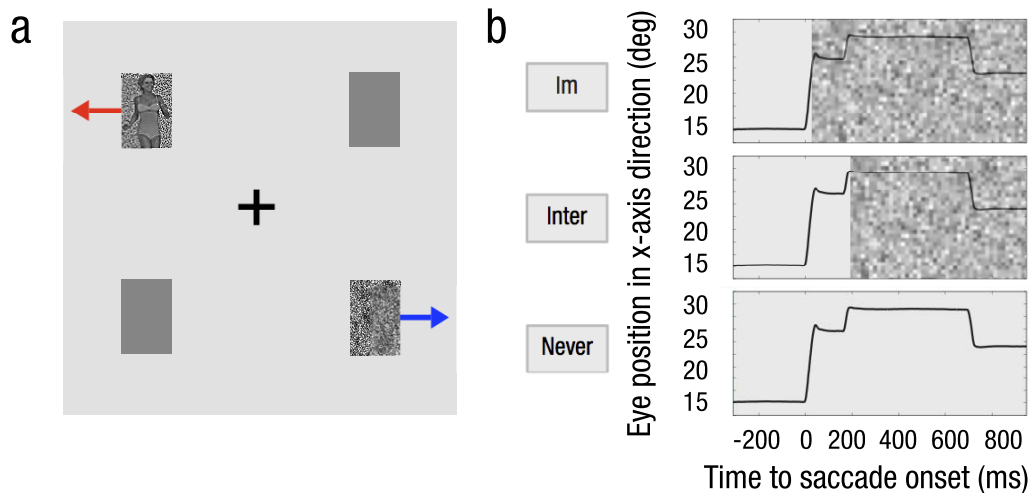 a
b
Im
Inter
Never
Eye position in x-axis direction (deg)
30
25
20
15
30
25
20
15
30
25
20
15
-200 0 200 400 600 800
Time to saccade onset (ms)